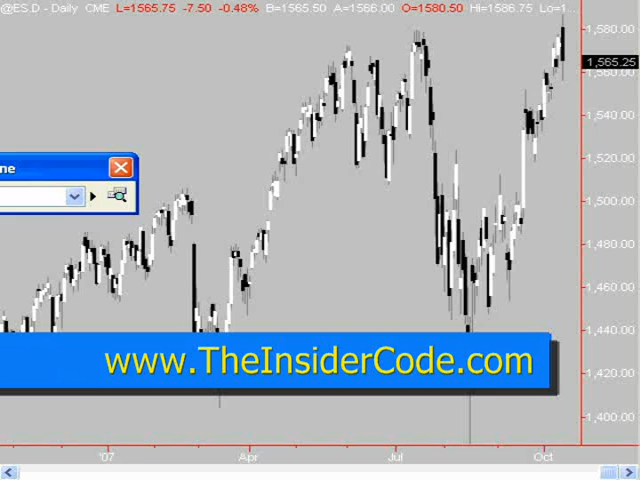 @ES.D - Daily CME L=1565.75 -7.50 -0.48% B=1565.50 A=1566.00 O=1580.50 Hi=1586.75 Lo=1...
1,580.00
1,565.25
1,560.00
1,540.00
ne
1,520.00
1,500.00
1,480.00
1,460.00
1,440.00
www.TheInsiderCode.com
1,420.00
1,400.00
'07 Apr Jul Oct